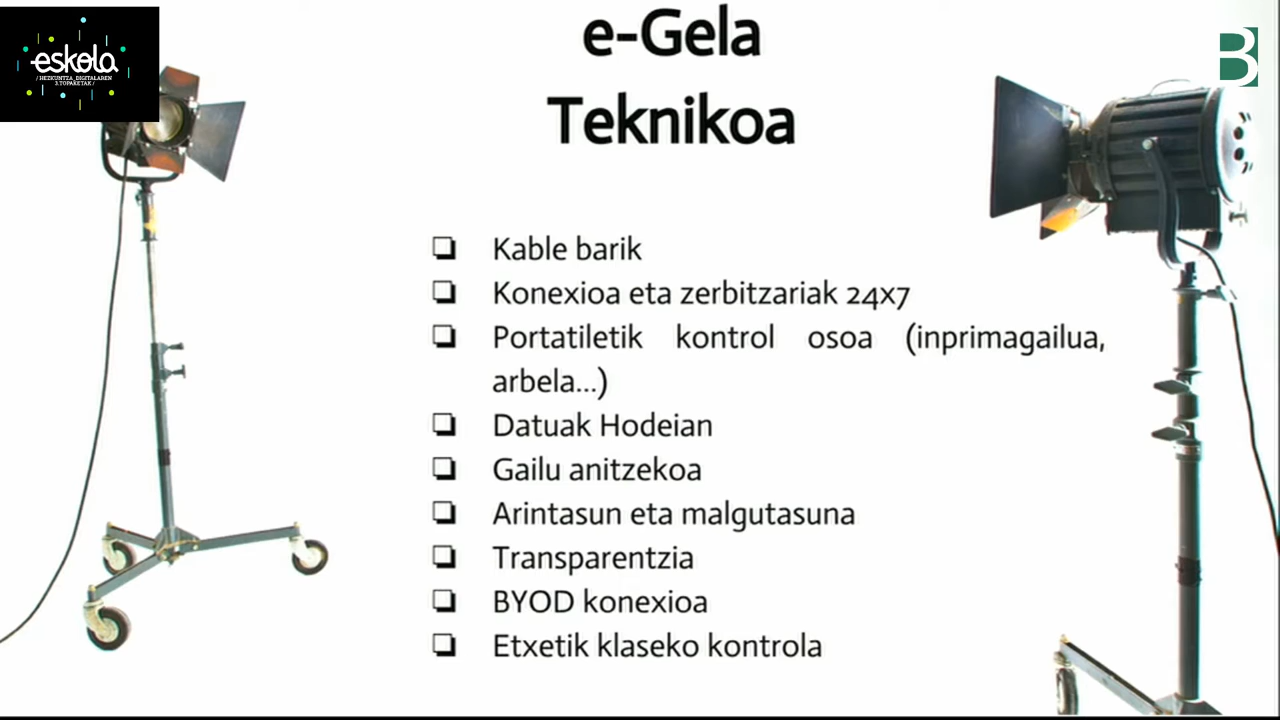 eskola
/ HEZKUNTZA_DIGITALAREN
3.TOPAKETAK /
B
e-Gela
Teknikoa
❏ Kable barik
❏ Konexioa eta zerbitzariak 24x7
❏ Portatiletik kontrol osoa (inprimagailua,
arbela...)
❏ Datuak Hodeian
❏ Gailu anitzekoa
❏ Arintasun eta malgutasuna
❏ Transparentzia
❏ BYOD konexioa
❏ Etxetik klaseko kontrola